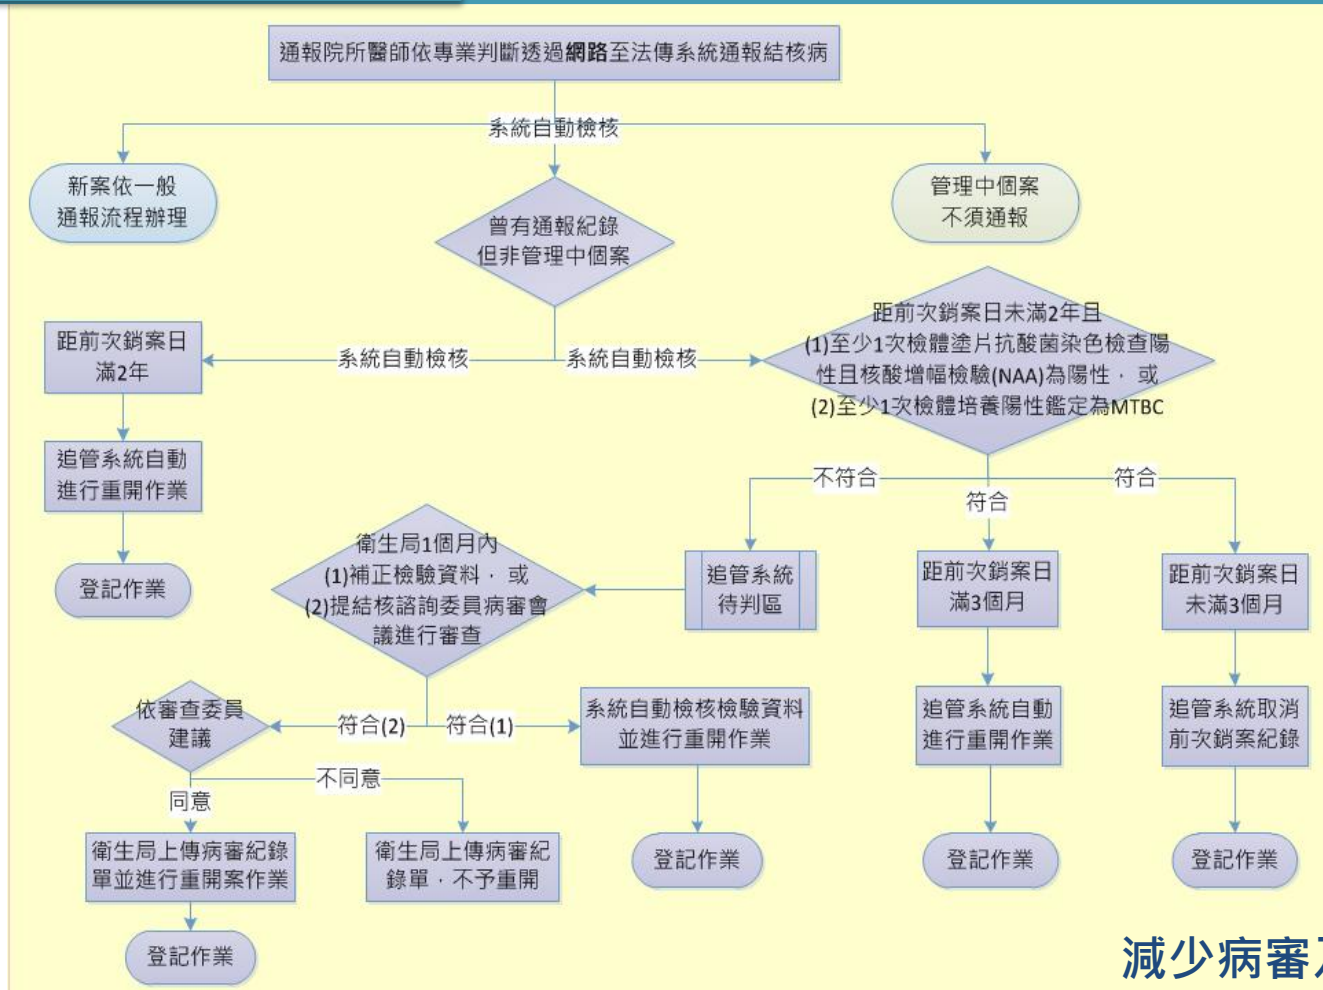 通報院所醫師依專業判斷透過網路至法傳系統通報結核病
系統自動檢核
新案依一般
通報流程辦理
曾有通報紀錄
但非管理中個案
管理中個案
不須通報
距前次銷案日
滿2年
系統自動檢核
系統自動檢核
距前次銷案日未滿2年且
(1)至少1次檢體塗片抗酸菌染色檢查陽
性且核酸增幅檢驗(NAA)為陽性，或
(2)至少1次檢體培養陽性鑑定為MTBC
追管系統自動
進行重開作業
登記作業
不符合
符合
符合
衛生局1個月內
(1)補正檢驗資料，或
(2)提結核諮詢委員病審會
議進行審查
追管系統
待判區
距前次銷案日
滿3個月
距前次銷案日
未滿3個月
依審查委員
建議
符合(2)
符合(1)
系統自動檢核檢驗資料
並進行重開作業
追管系統自動
進行重開作業
追管系統取消
前次銷案紀錄
同意
不同意
衛生局上傳病審紀錄
單並進行重開案作業
衛生局上傳病審紀
錄單，不予重開
登記作業
登記作業
登記作業
登記作業
減少病審及